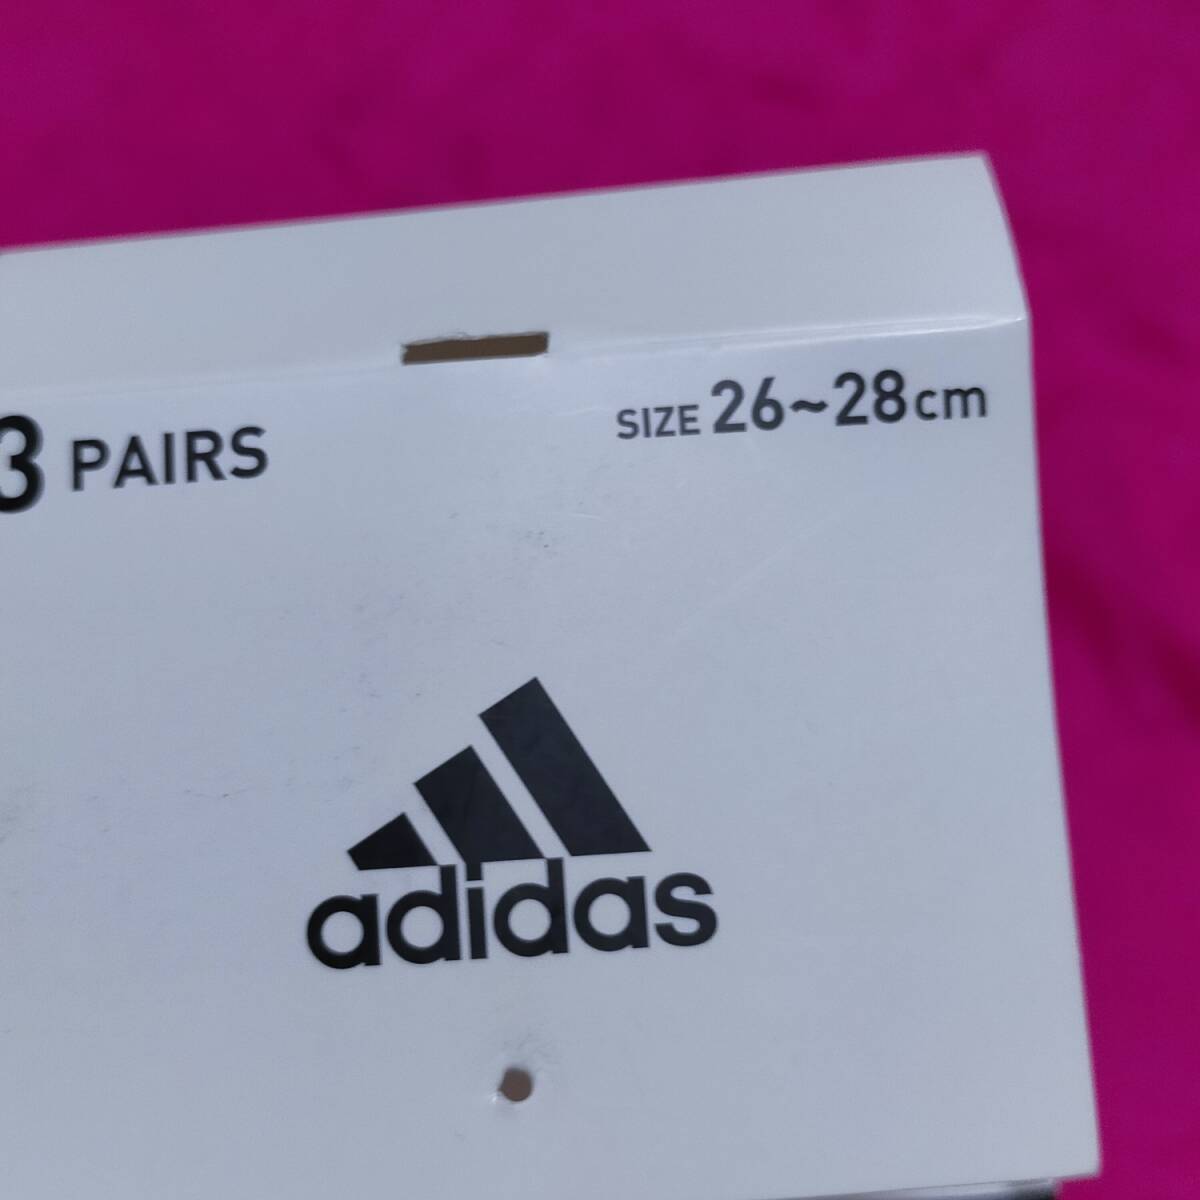 3 PAIRS
SIZE 26~28cm
adidas